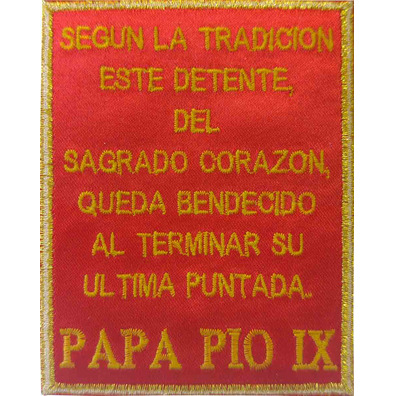 SEGUN LA TRADICION
ESTE DETENTE,
DEL
SAGRADO CORAZON,
QUEDA BENDECIDO
AL TERMINAR SU
ULTIMA PUNTADA..
PAPA PIO IX